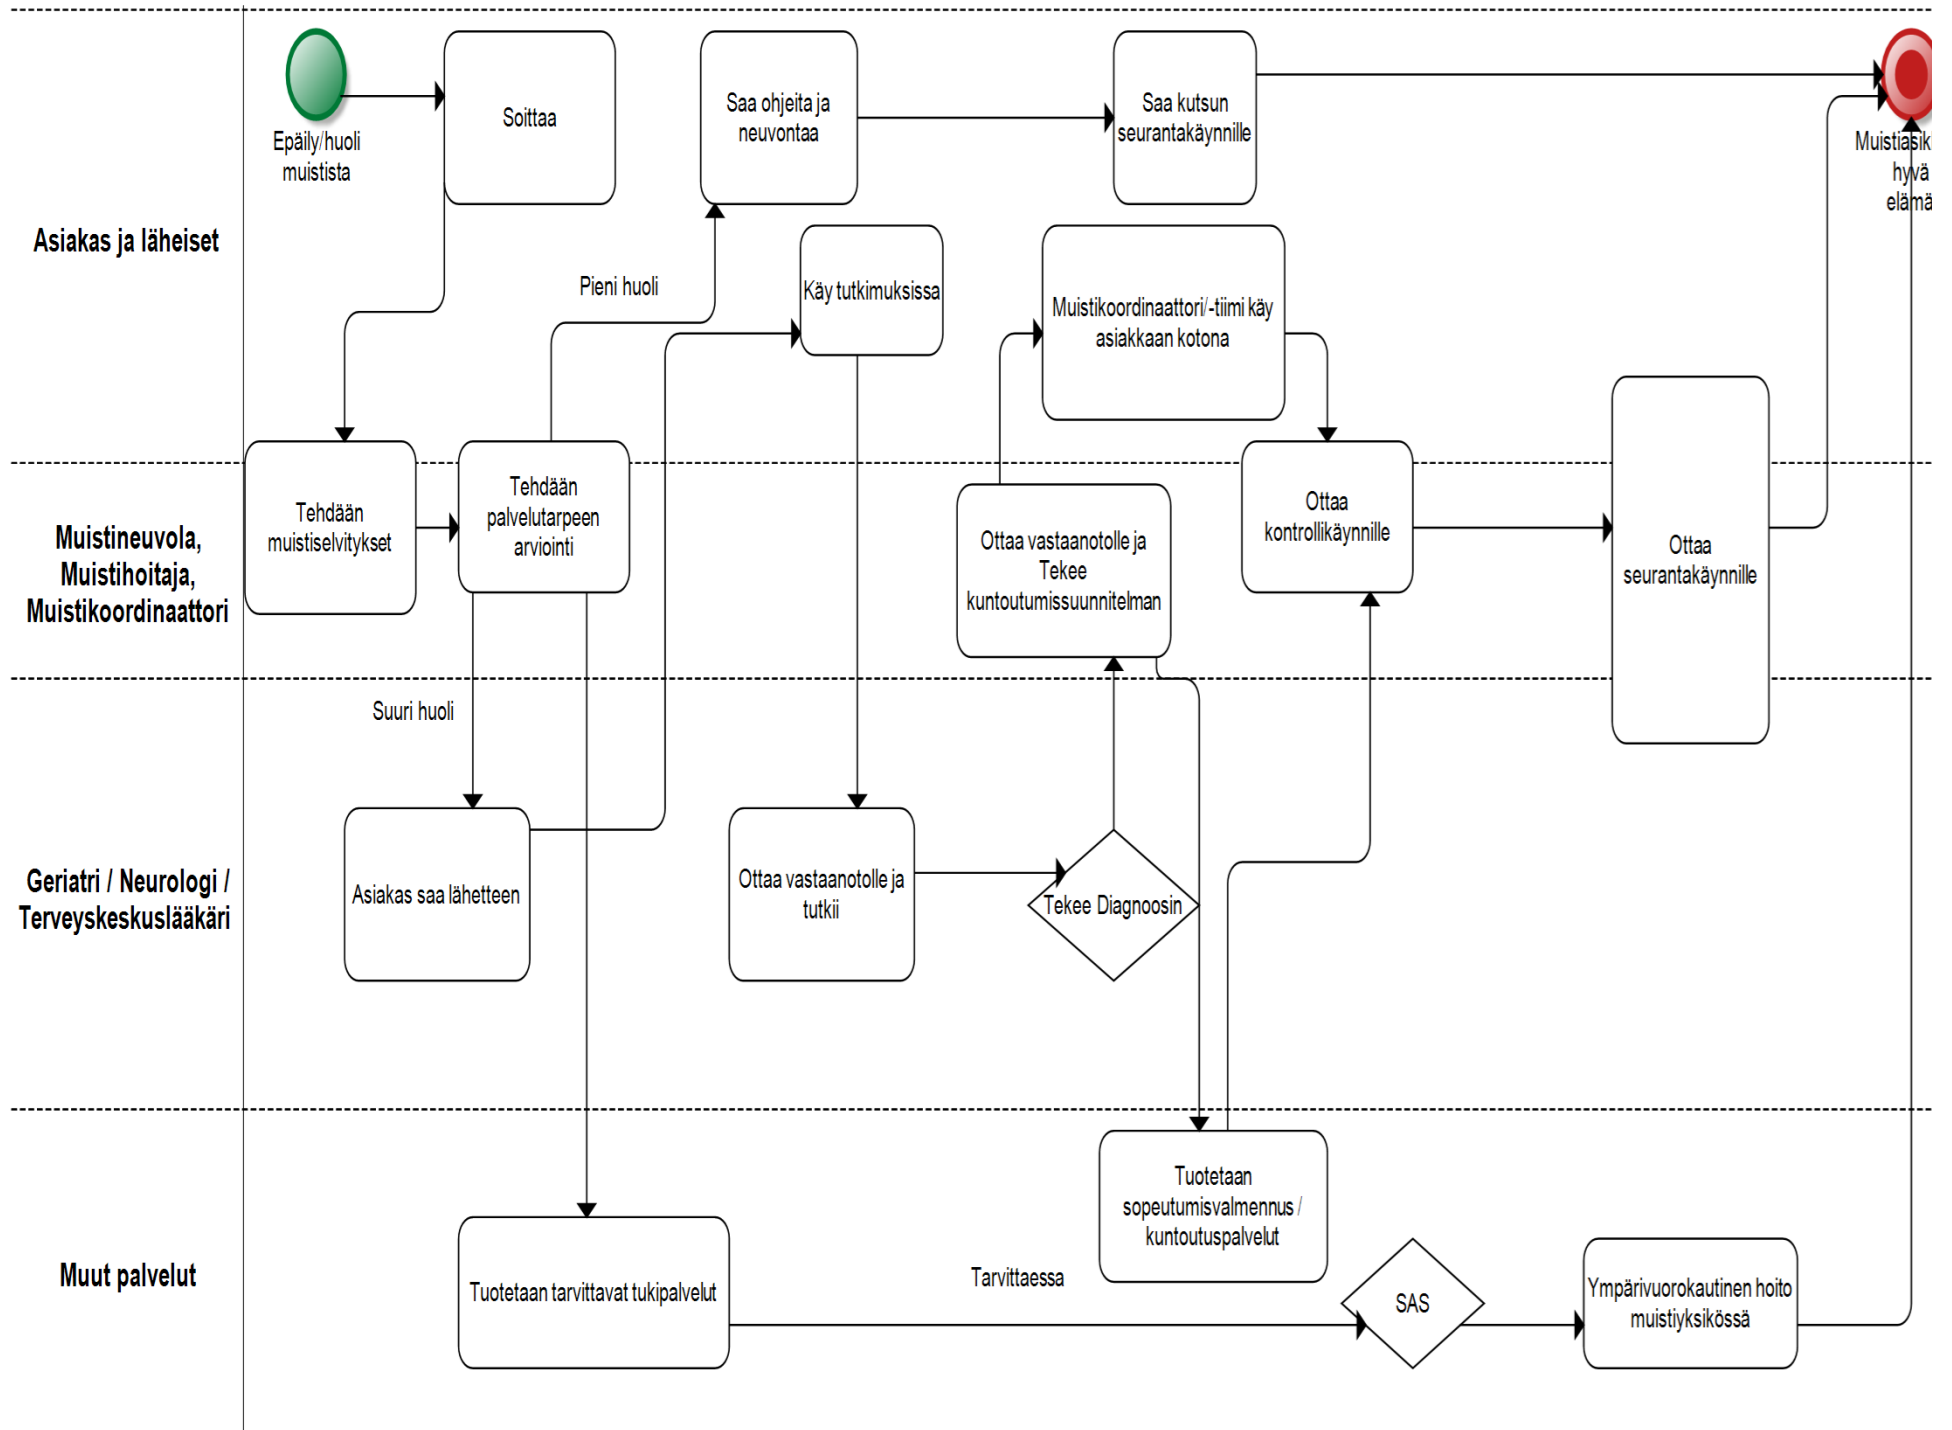 Epäily/huoli
muistista
Soittaa
Saa ohjeita ja
neuvontaa
Saa kutsun
seurantakäynnille
Muistiasik
hyvä
elämä
Asiakas ja läheiset
Pieni huoli
Käy tutkimuksissa
Muistikoordinaattori/-tiimi käy
asiakkaan kotona
Muistineuvola,
Muistihoitaja,
Muistikoordinaattori
Tehdään
muistiselvitykset
Tehdään
palvelutarpeen
arviointi
Ottaa vastaanotolle ja
Tekee
kuntoutumissuunnitelman
Ottaa
kontrollikäynnille
Ottaa
seurantakäynnille
Suuri huoli
Geriatri / Neurologi /
Terveyskeskuslääkäri
Asiakas saa lähetteen
Ottaa vastaanotolle ja
tutkii
Tekee Diagnoosin
Muut palvelut
Tuotetaan tarvittavat tukipalvelut
Tarvittaessa
Tuotetaan
sopeutumisvalmennus /
kuntoutuspalvelut
SAS
Ympärivuorokautinen hoito
muistiyksikössä